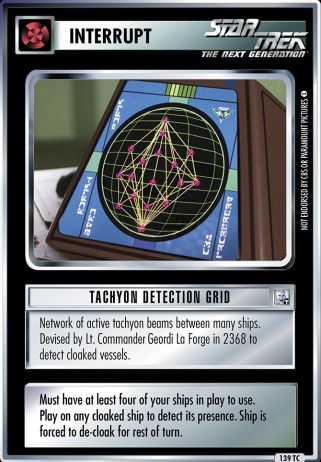 INTERRUPT
STAR TREK
THE NEXT GENERATION®
NOT ENDORSED BY CBS OR PARAMOUNT PICTURES
TACHYON DETECTION GRID
Network of active tachyon beams between many ships.
Devised by Lt. Commander Geordi La Forge in 2368 to
detect cloaked vessels.
Must have at least four of your ships in play to use.
Play on any cloaked ship to detect its presence. Ship is
forced to de-cloak for rest of turn.
139 TC